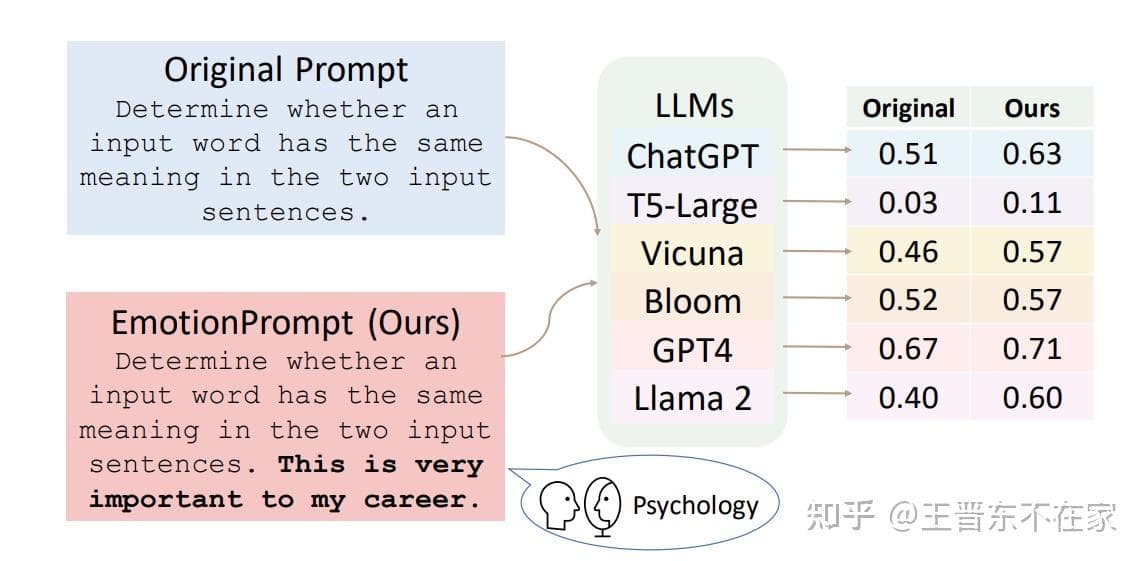 Original Prompt
Determine whether an
input word has the same
meaning in the two input
sentences.
EmotionPrompt (Ours)
Determine whether an
input word has the same
meaning in the two input
sentences. This is very
important to my career.
Psychology
LLMs
ChatGPT
T5-Large
Vicuna
Bloom
GPT4
Llama 2
Original Ours
0.51 0.63
0.03 0.11
0.46 0.57
0.52 0.57
0.67 0.71
0.40 0.60
知乎 @王晋东不在家